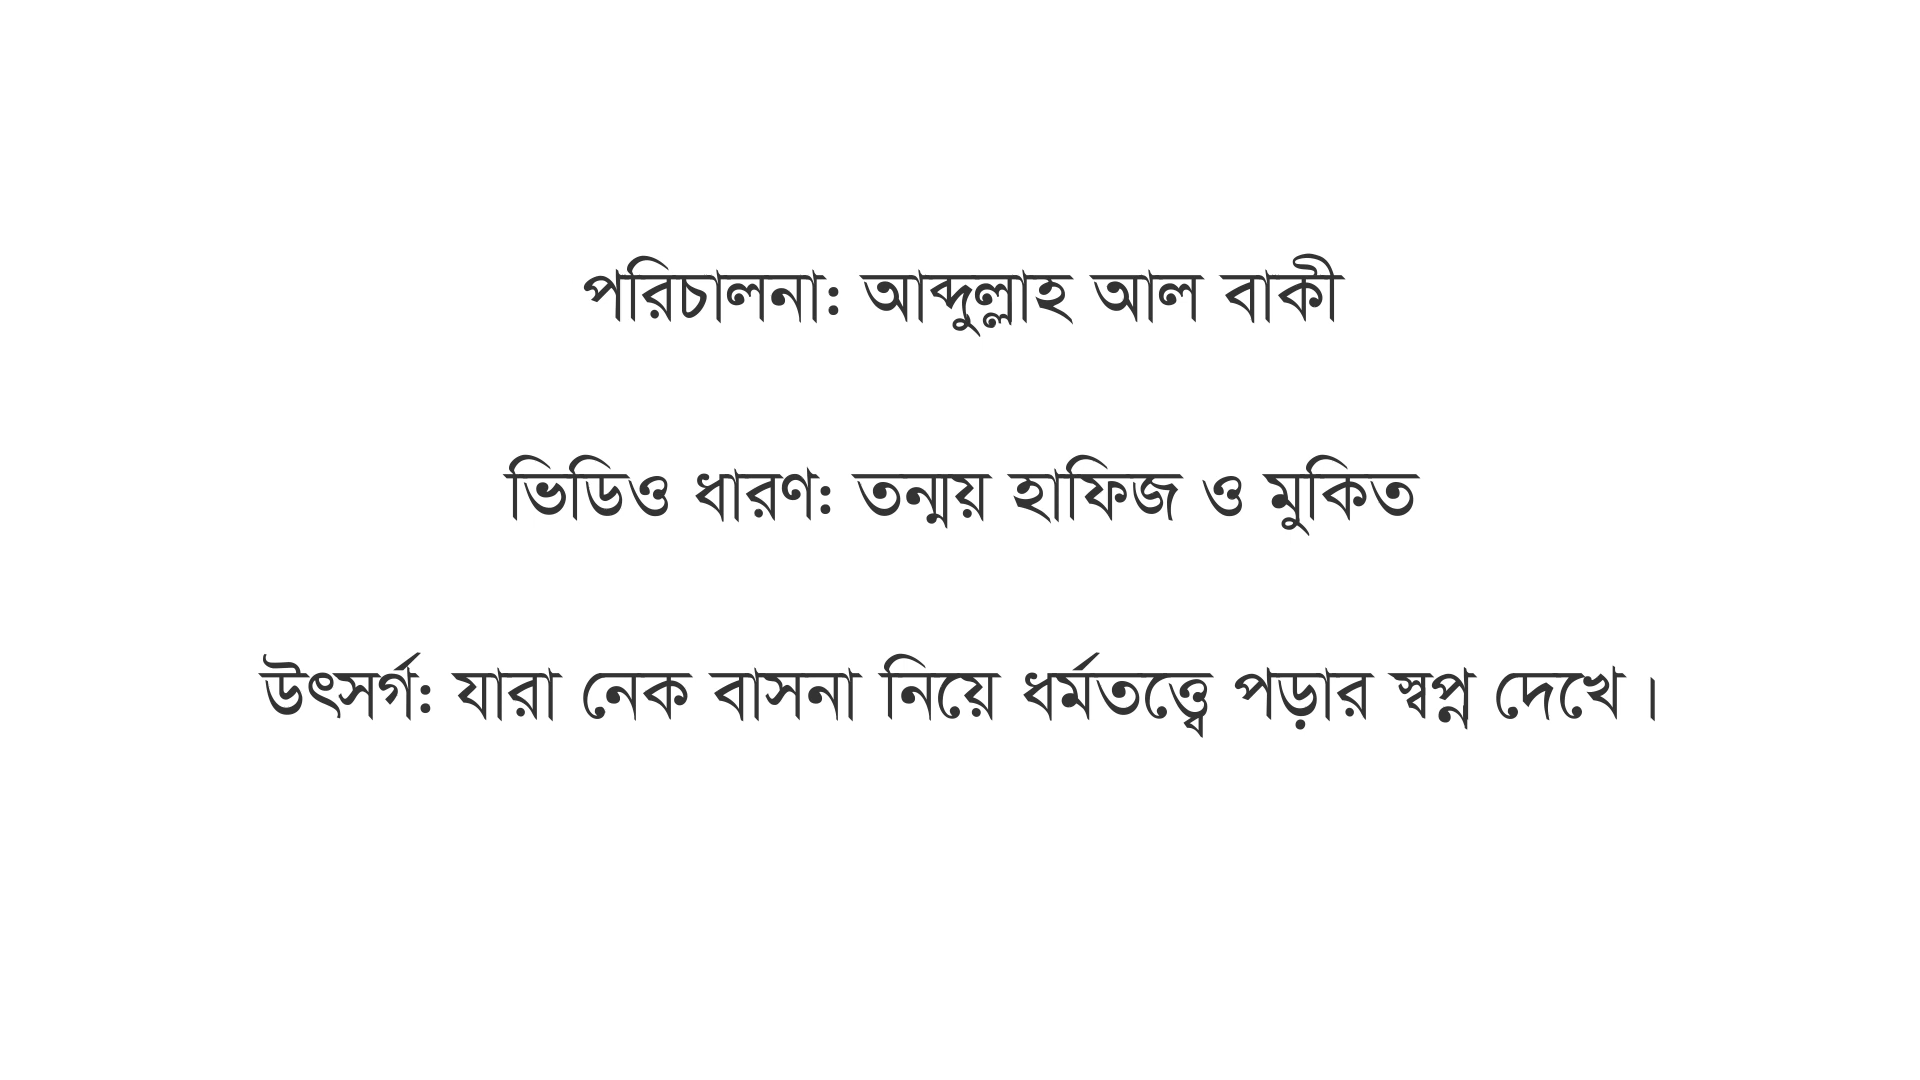 পরিচালনা: আব্দুল্লাহ আল বাকী
ভিডিও ধারণ: তন্ময় হাফিজ ও মুকিত
উৎসর্গ: যারা নেক বাসনা নিয়ে ধর্মতত্ত্বে পড়ার স্বপ্ন দেখে।